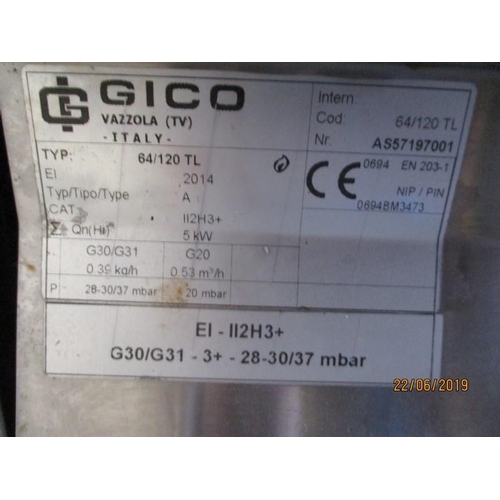 GICO
VAZZOLA (TV)
- ITALY -
Intern.
Cod: 64/120 TL
Nr. AS57197001
TYP: 64/120 TL
EI 2014
Typ/Tipo/Type A
CAT II2H3+
Σ Qn(Hi) 5 kW
0694 EN 203-1
CE
NIP / PIN
0694BM3473
G30/G31 G20
0.39 kg/h 0.53 m³/h
P 28-30/37 mbar 20 mbar
EI - II2H3+
G30/G31 - 3+ - 28-30/37 mbar
22/06/2019